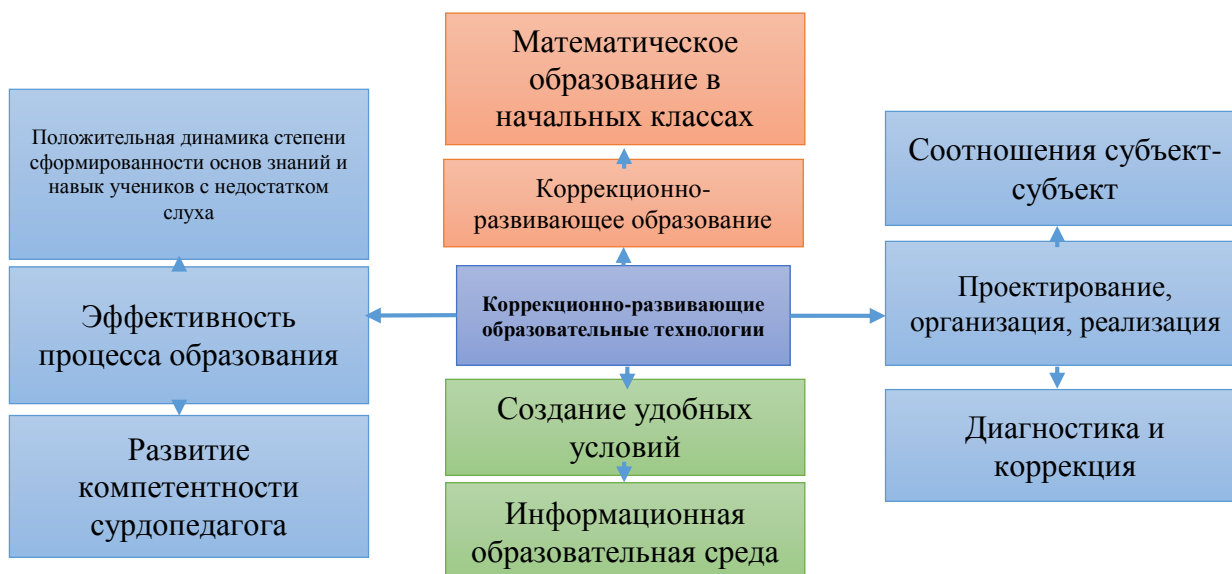 Математическое
образование в
начальных классах
Положительная динамика степени
сформированности основ знаний и
навык учеников с недостатком
слуха
Соотношения субъект-
субъект
Коррекционно-
развивающее образование
Эффективность
процесса образования
Коррекционно-развивающие
образовательные технологии
Проектирование,
организация, реализация
Создание удобных
условий
Развитие
компетентности
сурдопедагога
Диагностика и
коррекция
Информационная
образовательная среда